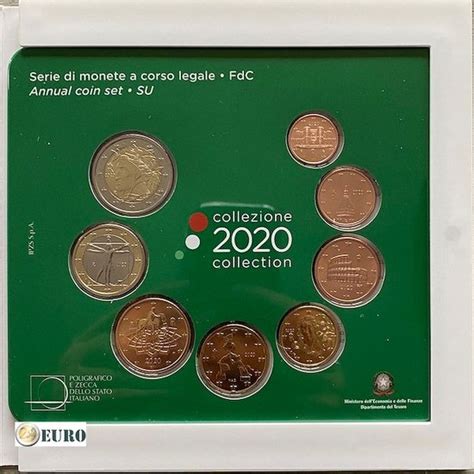 Serie di monete a corso legale • FdC
Annual coin set • SU
IPZS S.p.A.
collezione
2020
collection
POLIGRAFICO
E ZECCA
DELLO STATO
ITALIANO
Ministero dell'Economia e delle Finanze
Dipartimento del Tesoro
EURO